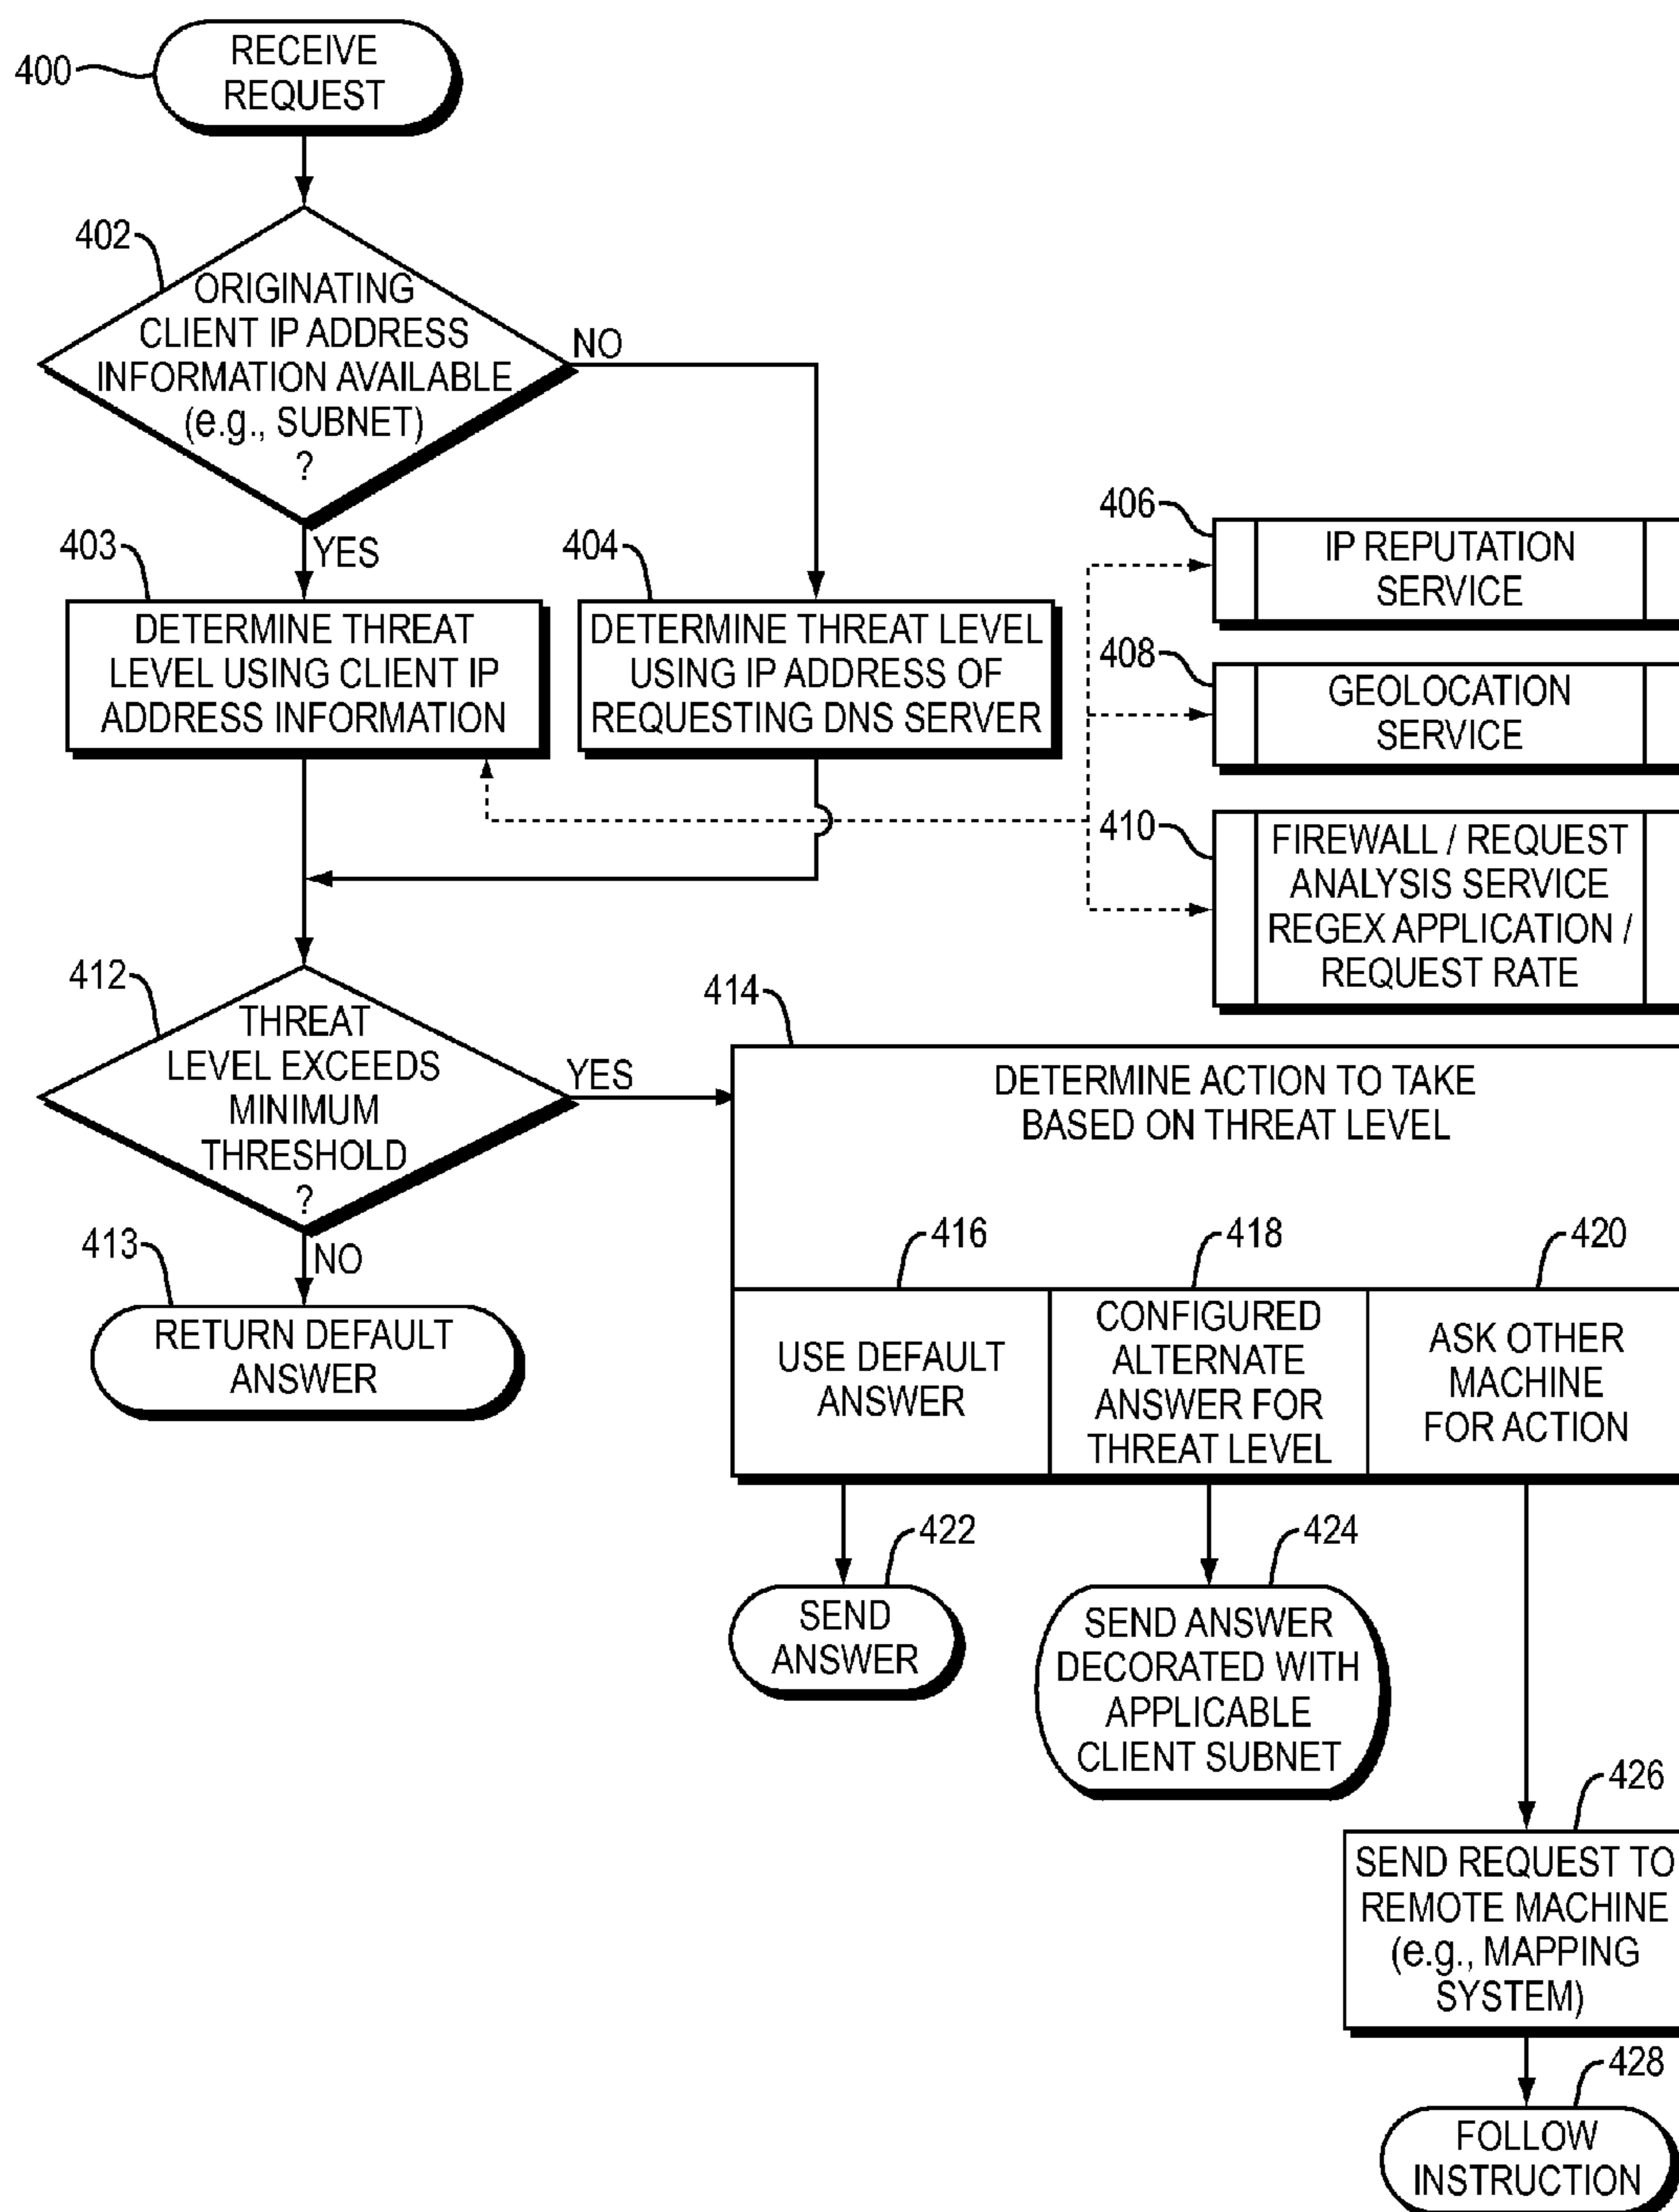 400
RECEIVE
REQUEST
402
ORIGINATING
CLIENT IP ADDRESS
INFORMATION AVAILABLE
(e.g., SUBNET)
?
NO
YES
403
DETERMINE THREAT
LEVEL USING CLIENT IP
ADDRESS INFORMATION
404
DETERMINE THREAT LEVEL
USING IP ADDRESS OF
REQUESTING DNS SERVER
406
IP REPUTATION
SERVICE
408
GEOLOCATION
SERVICE
410
FIREWALL / REQUEST
ANALYSIS SERVICE
REGEX APPLICATION /
REQUEST RATE
412
THREAT
LEVEL EXCEEDS
MINIMUM
THRESHOLD
?
YES
NO
413
RETURN DEFAULT
ANSWER
414
DETERMINE ACTION TO TAKE
BASED ON THREAT LEVEL
416
USE DEFAULT
ANSWER
418
CONFIGURED
ALTERNATE
ANSWER FOR
THREAT LEVEL
420
ASK OTHER
MACHINE
FOR ACTION
422
SEND
ANSWER
424
SEND ANSWER
DECORATED WITH
APPLICABLE
CLIENT SUBNET
426
SEND REQUEST TO
REMOTE MACHINE
(e.g., MAPPING
SYSTEM)
428
FOLLOW
INSTRUCTION